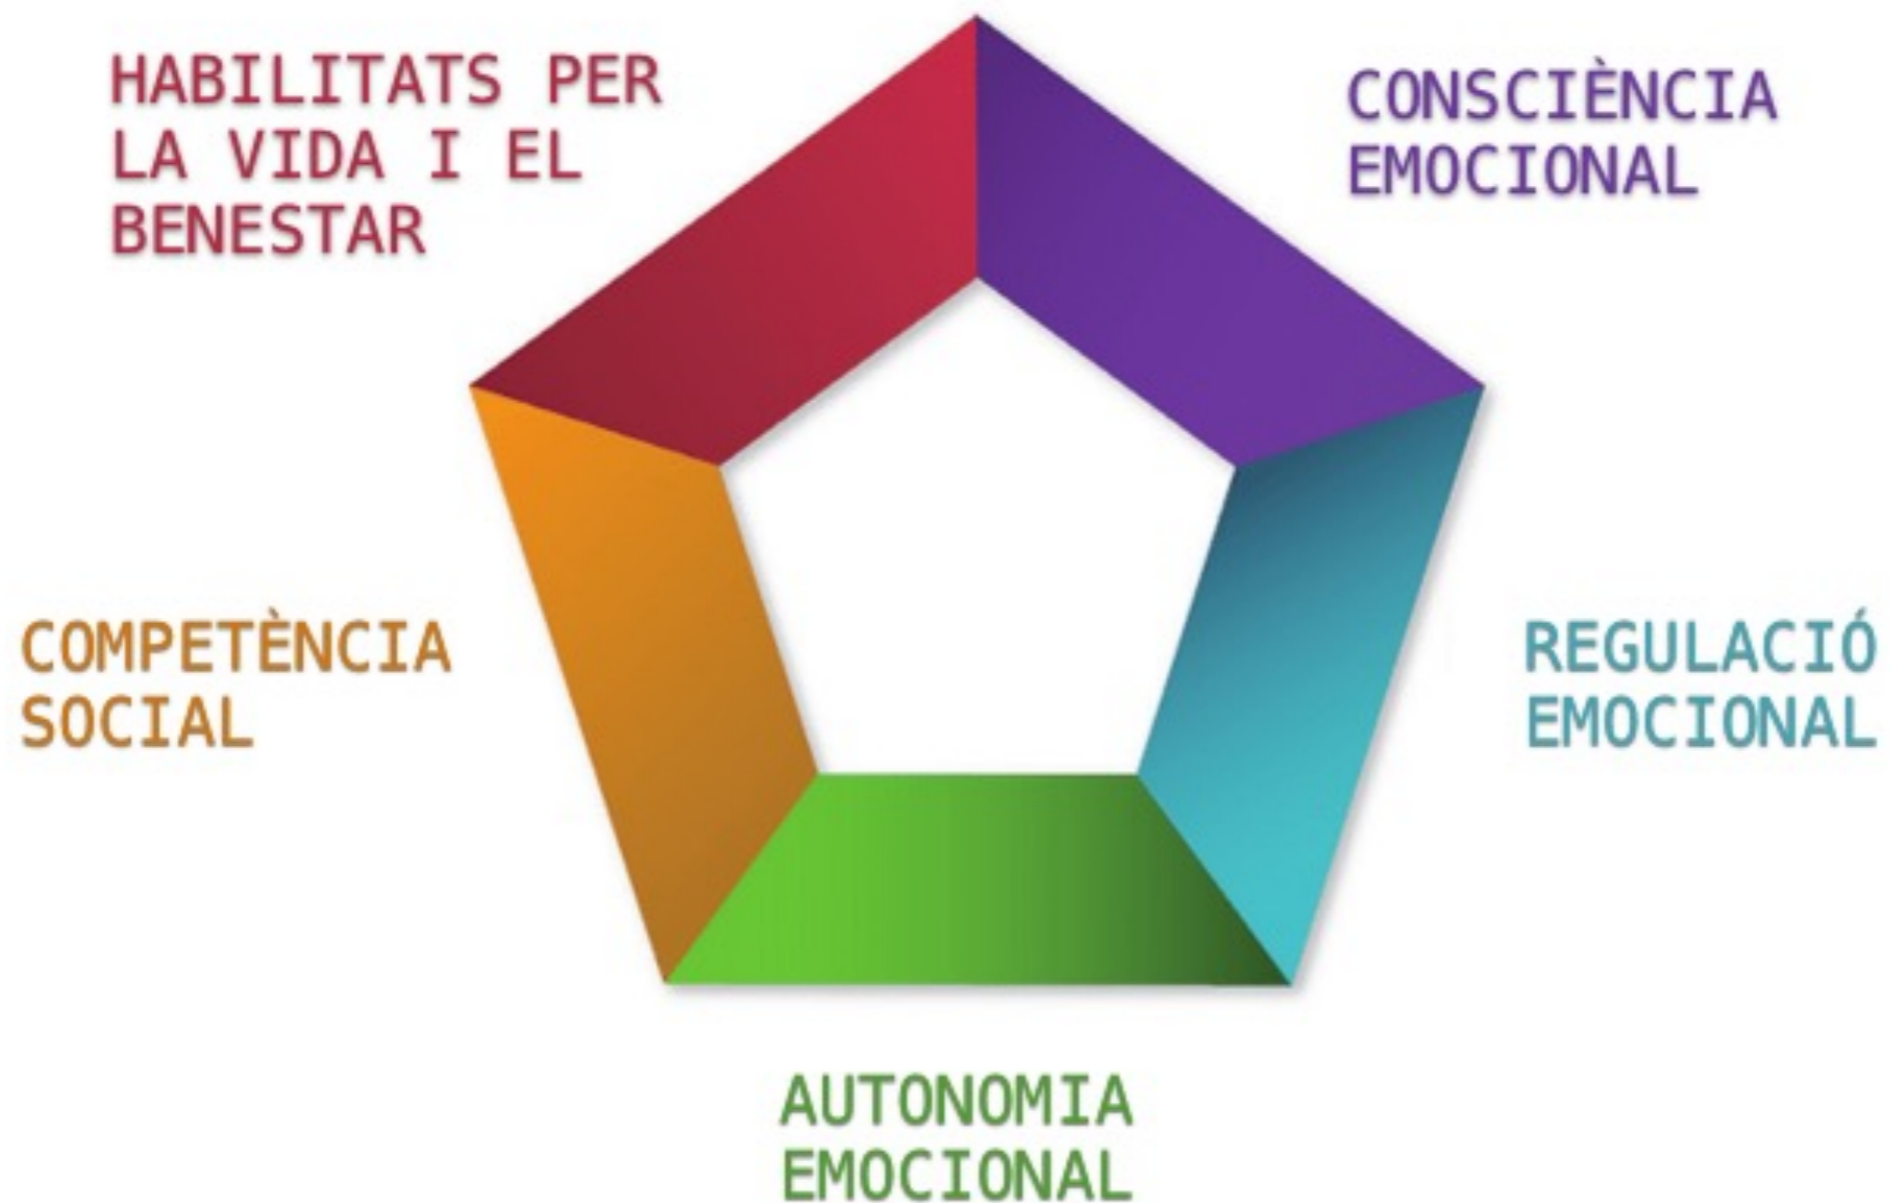 HABILITATS PER
LA VIDA I EL
BENESTAR
CONSCIÈNCIA
EMOCIONAL
COMPETÈNCIA
SOCIAL
REGULACIÓ
EMOCIONAL
AUTONOMIA
EMOCIONAL